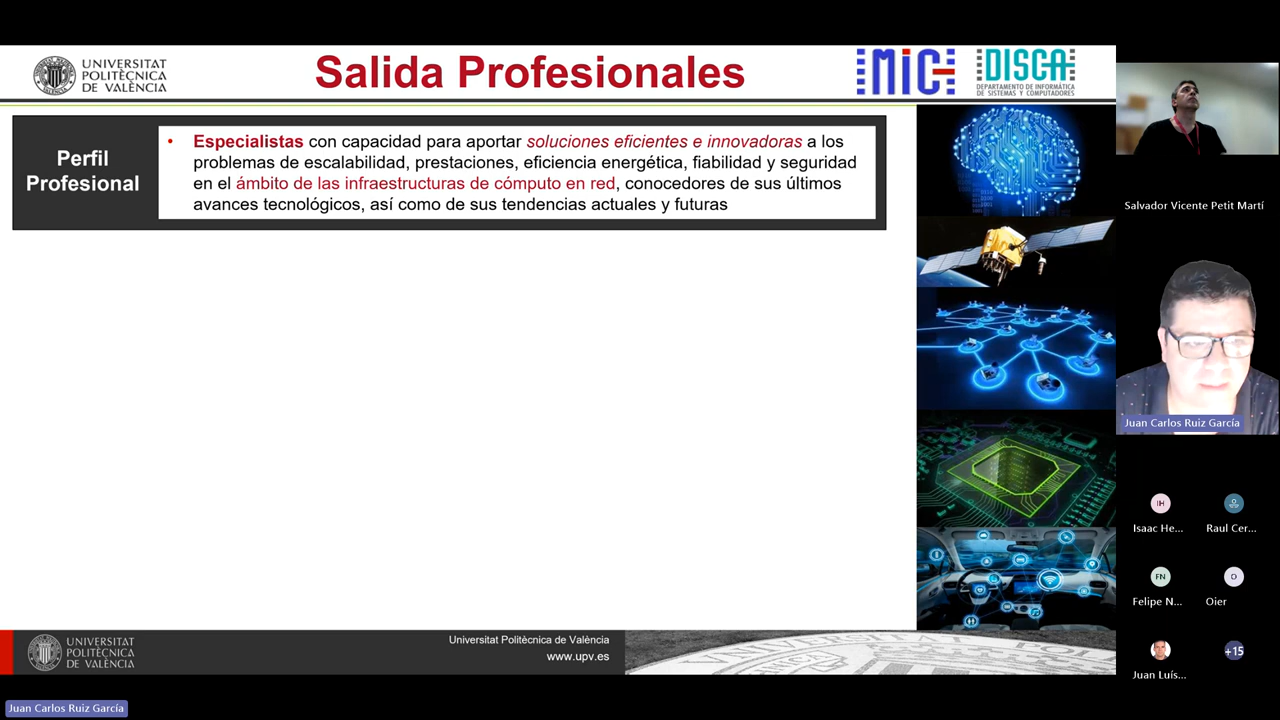 UNIVERSITAT
POLITÈCNICA
DE VALÈNCIA
Salida Profesionales
MIC
DISCA
DEPARTAMENTO DE INFORMÁTICA
DE SISTEMAS Y COMPUTADORES
Perfil
Profesional
• Especialistas con capacidad para aportar soluciones eficientes e innovadoras a los
problemas de escalabilidad, prestaciones, eficiencia energética, fiabilidad y seguridad
en el ámbito de las infraestructuras de cómputo en red, conocedores de sus últimos
avances tecnológicos, así como de sus tendencias actuales y futuras
Salvador Vicente Petit Martí
Juan Carlos Ruiz García
IH
Isaac He...
Raul Cer...
FN
Felipe N...
O
Oier
Juan Luís...
+15
UNIVERSITAT
POLITÈCNICA
DE VALÈNCIA
Universitat Politècnica de València
www.upv.es
Juan Carlos Ruiz García